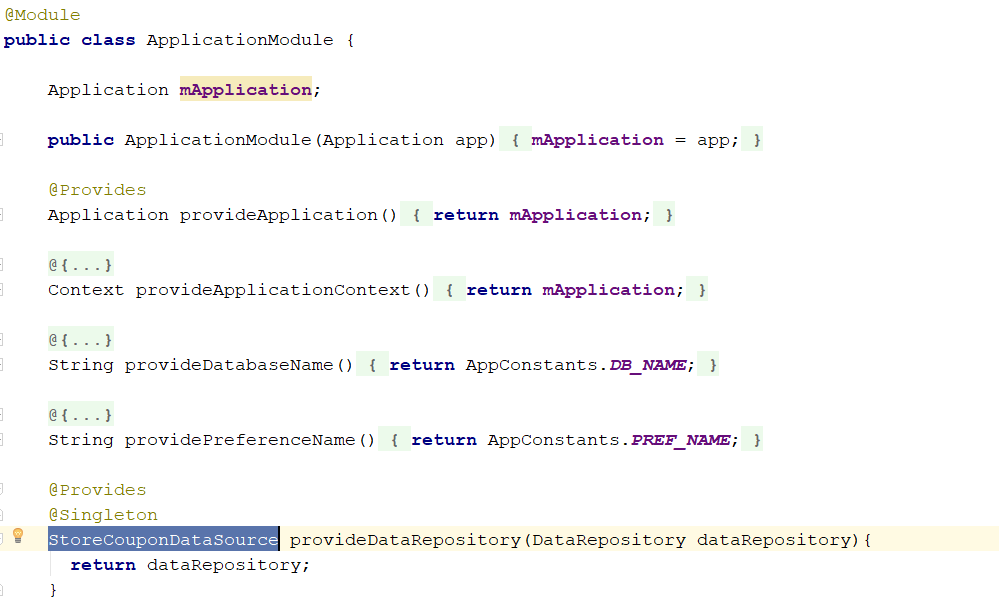 @Module
public class ApplicationModule {
Application mApplication;
public ApplicationModule(Application app) { mApplication = app; }
@Provides
Application provideApplication() { return mApplication; }
@{...}
Context provideApplicationContext() { return mApplication; }
@{...}
String provideDatabaseName() { return AppConstants.DB_NAME; }
@{...}
String providePreferenceName() { return AppConstants.PREF_NAME; }
@Provides
@Singleton
StoreCouponDataSource provideDataRepository(DataRepository dataRepository){
return dataRepository;
}